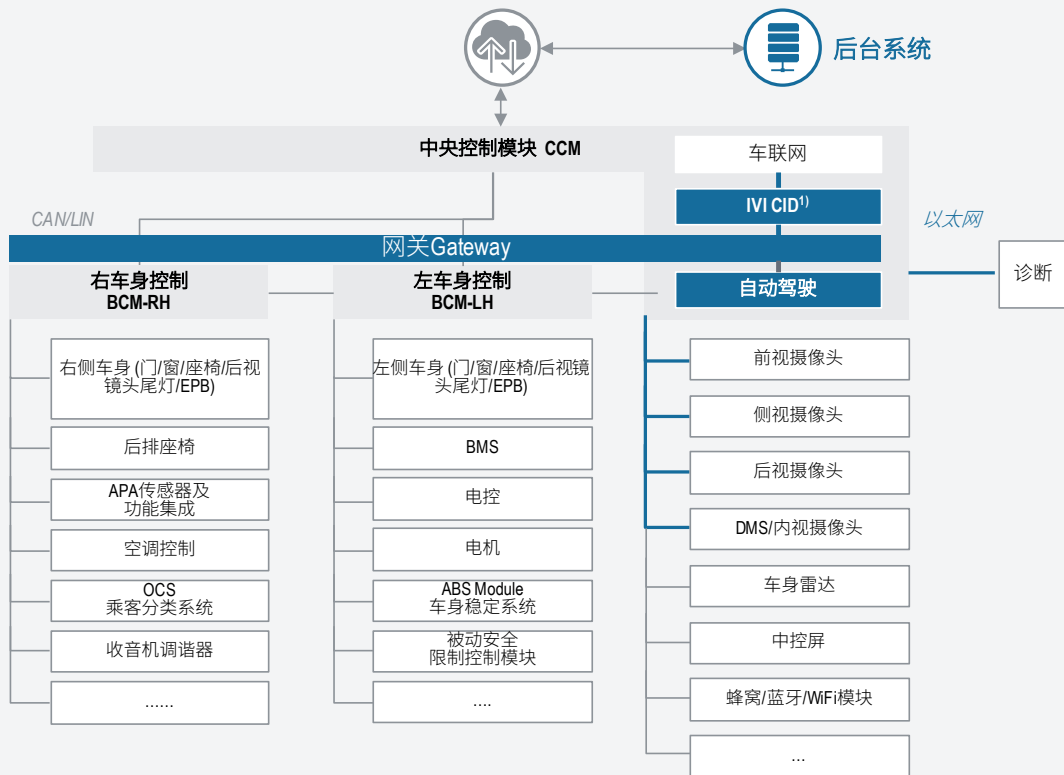 后台系统
中央控制模块 CCM
车联网
IVI CID1)
CAN/LIN
以太网
网关Gateway
诊断
右车身控制
BCM-RH
左车身控制
BCM-LH
自动驾驶
右侧车身 (门/窗/座椅/后视
镜头尾灯/EPB)
后排座椅
APA传感器及
功能集成
空调控制
OCS
乘客分类系统
收音机调谐器
......
左侧车身 (门/窗/座椅/后视镜
头尾灯/EPB)
BMS
电控
电机
ABS Module
车身稳定系统
被动安全
限制控制模块
....
前视摄像头
侧视摄像头
后视摄像头
DMS/内视摄像头
车身雷达
中控屏
蜂窝/蓝牙/WiFi模块
...